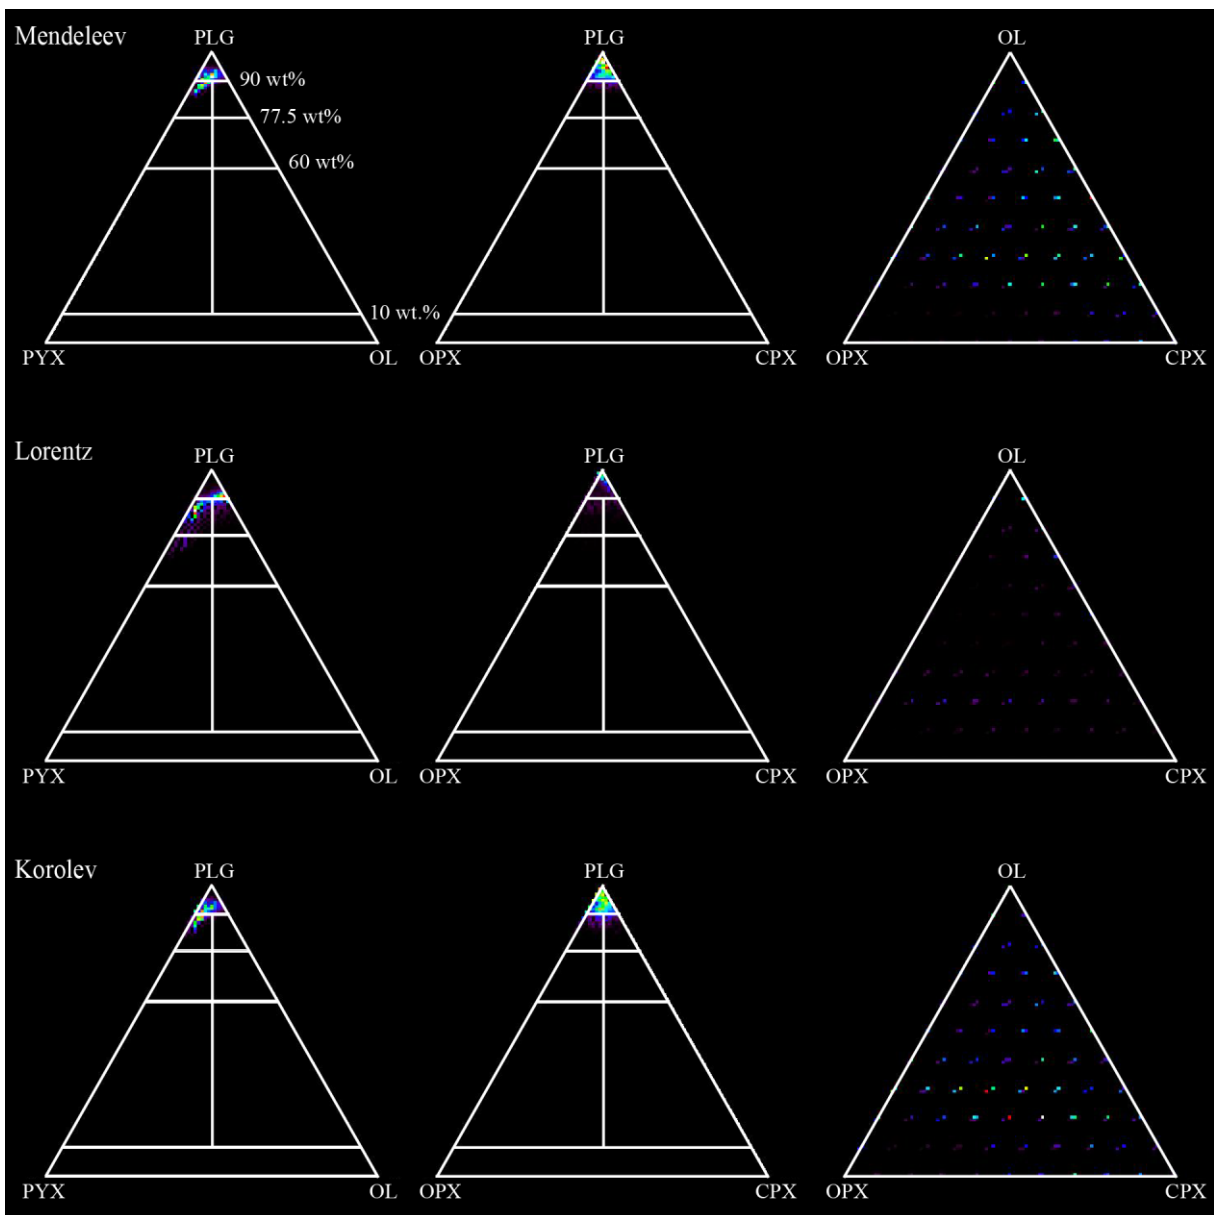 Mendeleev
PLG PLG OL
90 wt%
77.5 wt%
60 wt%
10 wt.%
PYX OL OPX CPX OPX CPX
Lorentz
PLG PLG OL
PYX OL OPX CPX OPX CPX
Korolev
PLG PLG OL
PYX OL OPX CPX OPX CPX